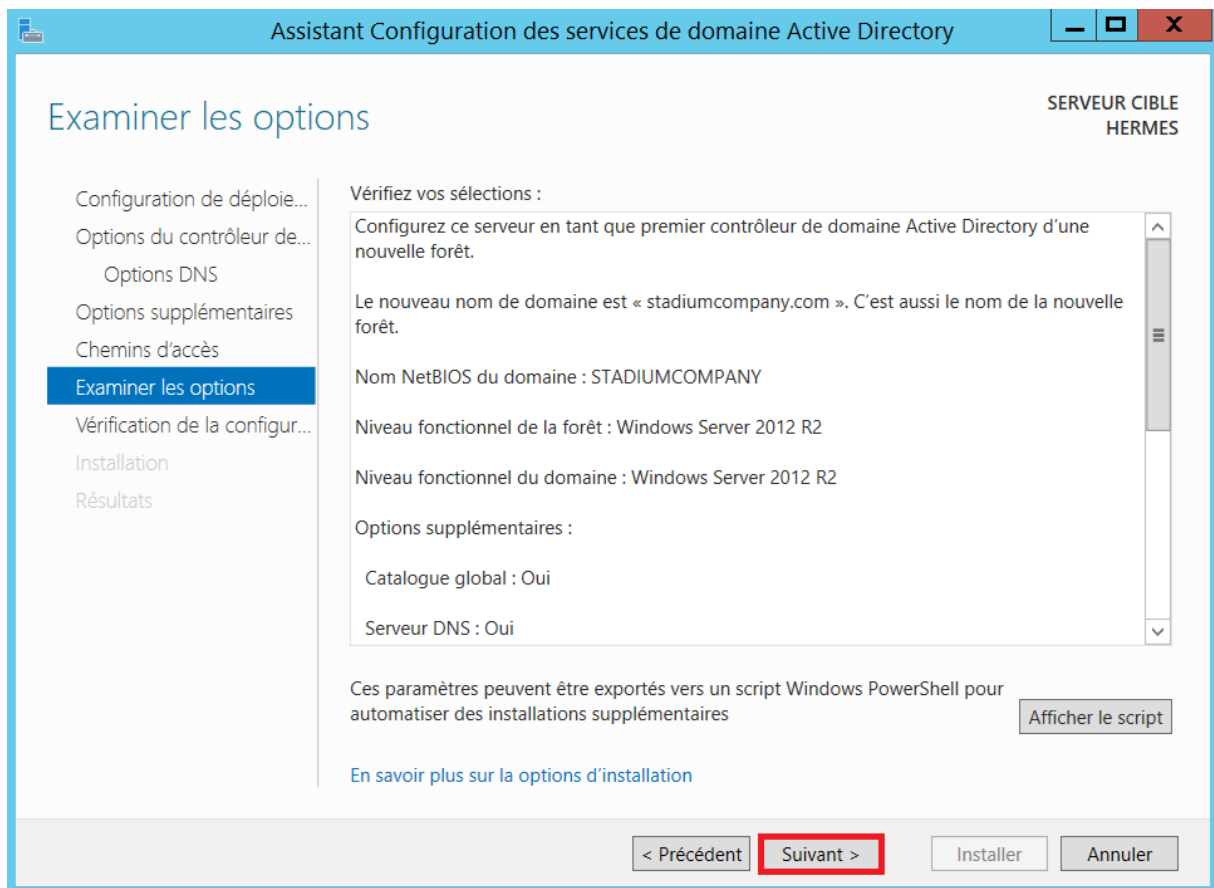 Assistant Configuration des services de domaine Active Directory
Examiner les options
SERVEUR CIBLE
HERMES
Configuration de déploie...
Options du contrôleur de...
Options DNS
Options supplémentaires
Chemins d'accès
Examiner les options
Vérification de la configur...
Installation
Résultats
Vérifiez vos sélections :
Configurez ce serveur en tant que premier contrôleur de domaine Active Directory d'une
nouvelle forêt.
Le nouveau nom de domaine est « stadiumcompany.com ». C'est aussi le nom de la nouvelle
forêt.
Nom NetBIOS du domaine : STADIUMCOMPANY
Niveau fonctionnel de la forêt : Windows Server 2012 R2
Niveau fonctionnel du domaine : Windows Server 2012 R2
Options supplémentaires :
Catalogue global : Oui
Serveur DNS : Oui
Ces paramètres peuvent être exportés vers un script Windows PowerShell pour
automatiser des installations supplémentaires
Afficher le script
En savoir plus sur la options d'installation
< Précédent
Suivant >
Installer
Annuler